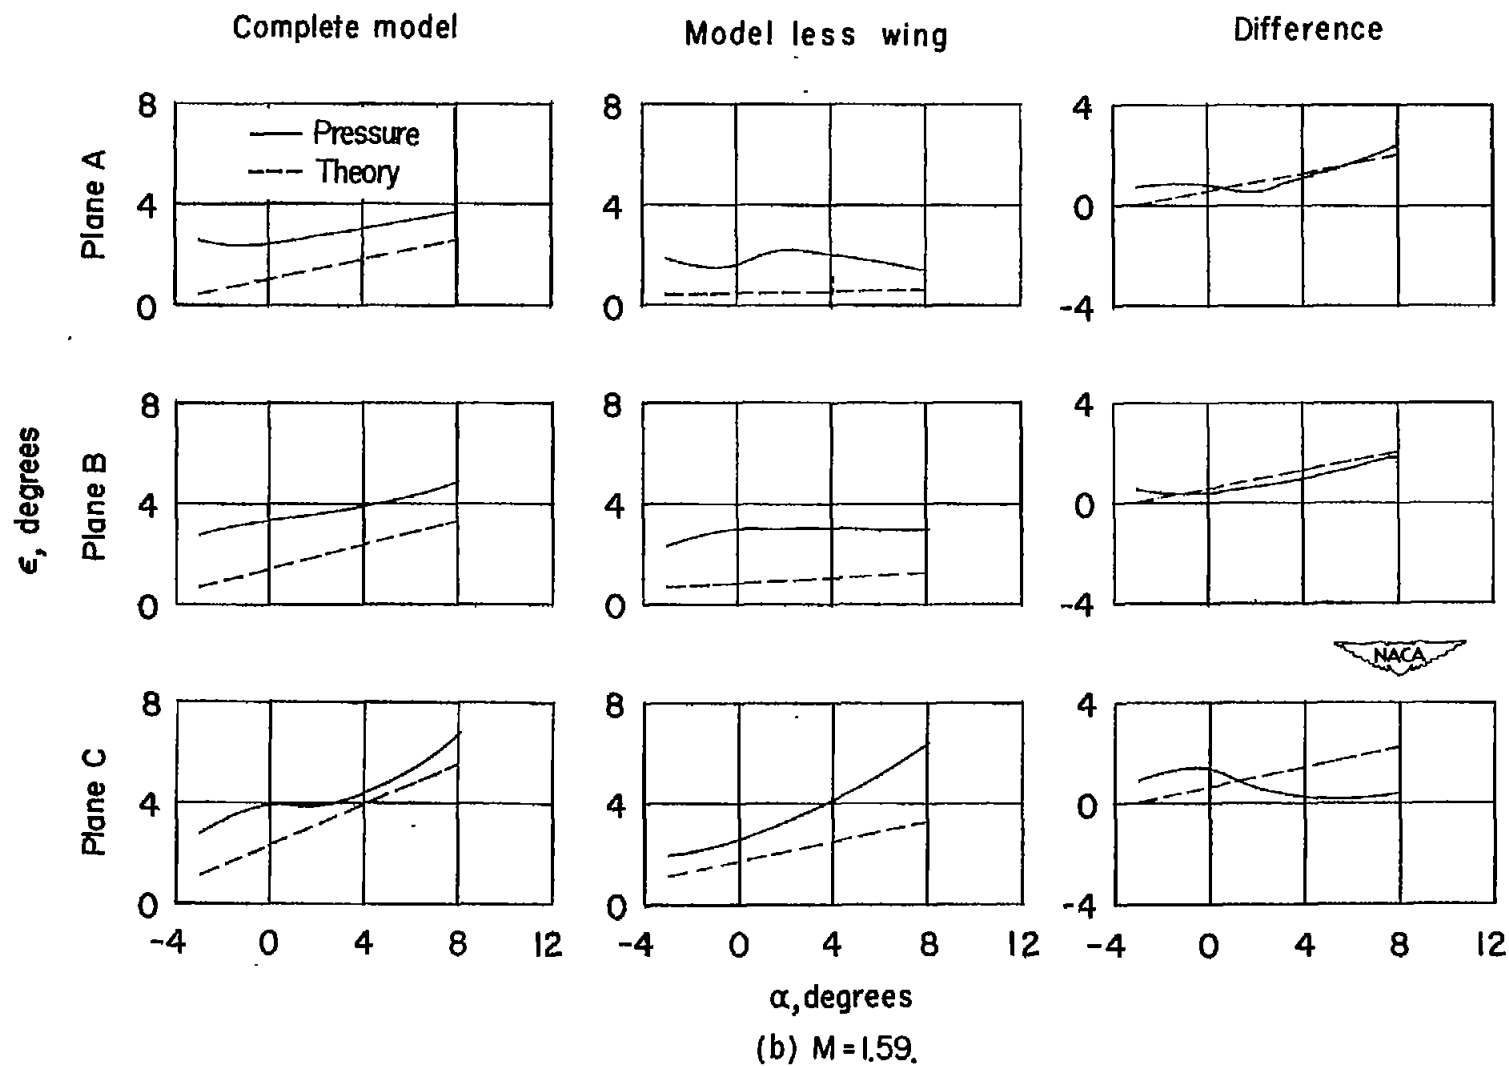 Complete model Model less wing Difference
Plane A
8
4
0
Pressure
Theory
8
4
0
4
0
-4
ϵ, degrees
Plane B
8
4
0
8
4
0
4
0
-4
NACA
Plane C
8
4
0
8
4
0
4
0
-4
-4 0 4 8 12 -4 0 4 8 12 -4 0 4 8 12
α, degrees
(b) M = 1.59.